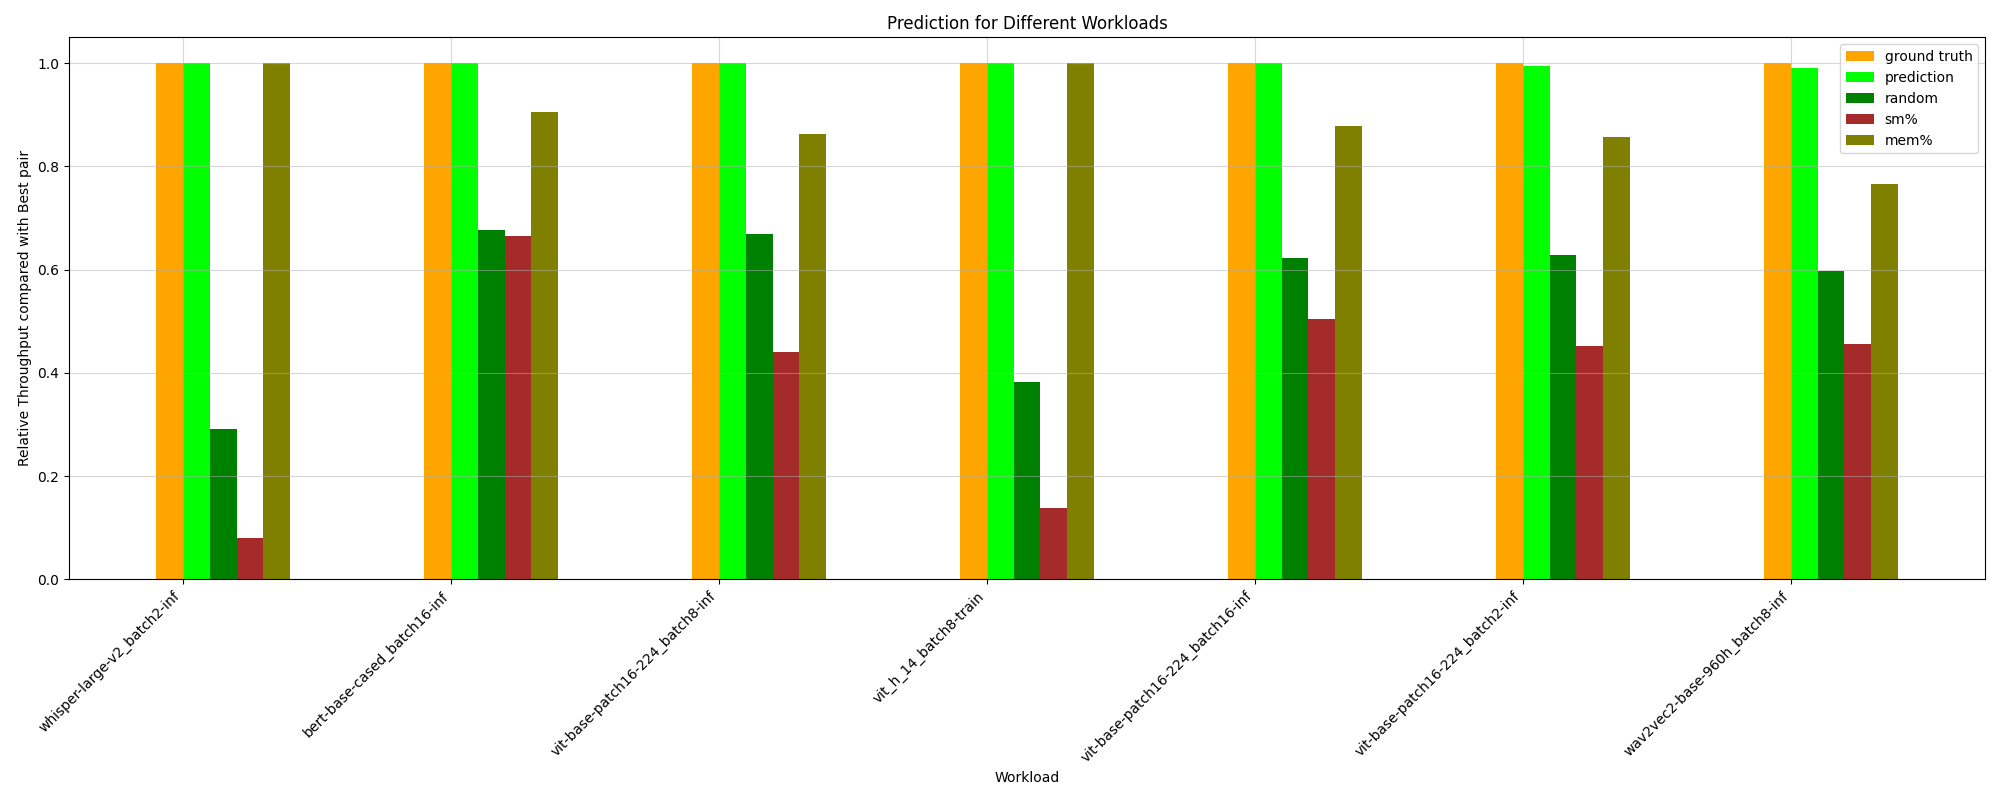 Prediction for Different Workloads
Relative Throughput compared with Best pair
1.0
0.8
0.6
0.4
0.2
0.0
ground truth
prediction
random
sm%
mem%
whisper-large-v2_batch2-inf
bert-base-cased_batch16-inf
vit-base-patch16-224_batch8-inf
vit_h_14_batch8-train
vit-base-patch16-224_batch16-inf
vit-base-patch16-224_batch2-inf
wav2vec2-base-960h_batch8-inf
Workload